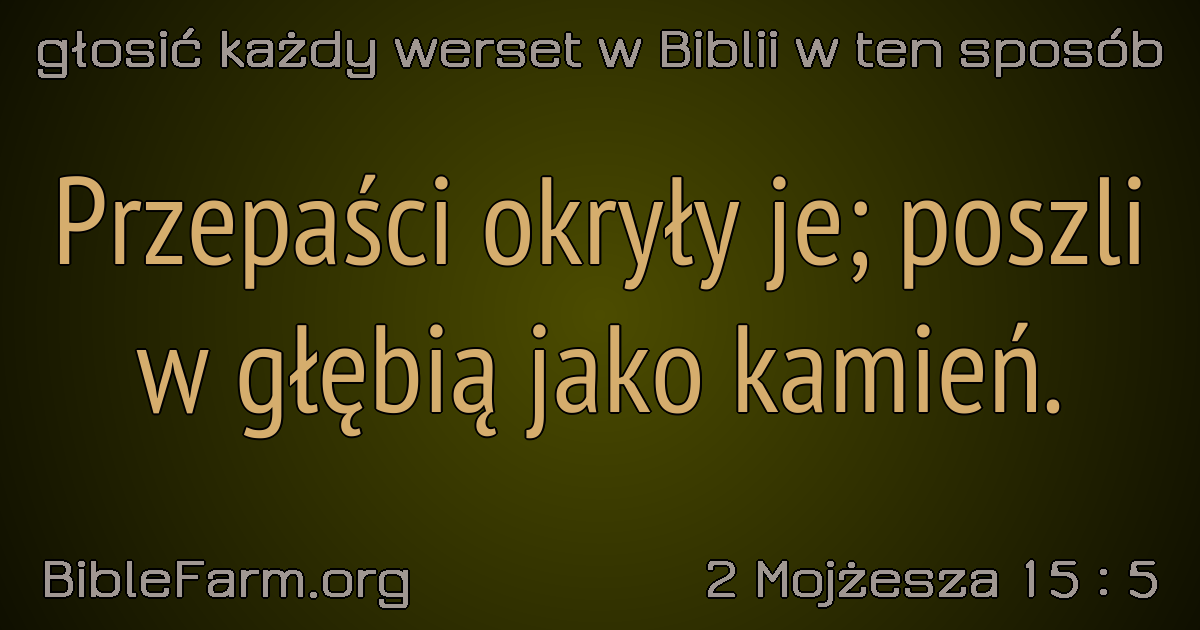 głosić każdy werset w Biblii w ten sposób
Przepaści okryły je; poszli
w głębią jako kamień.
BibleFarm.org
2 Mojżesza 15 : 5